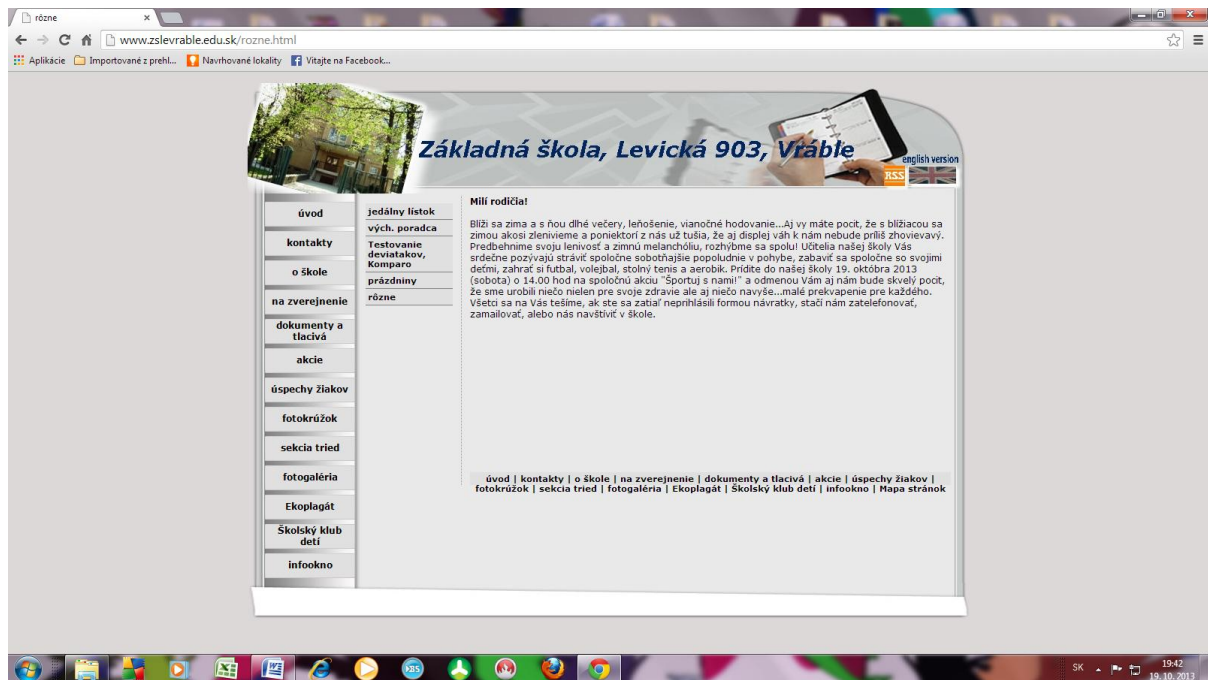 rôzne
www.zslevrable.edu.sk/rozne.html
Aplikácie Importované z prehl... Navrhované lokality Vitajte na Facebook...
Základná škola, Levická 903, Vráble
english version
RSS
úvod
kontakty
o škole
na zverejnenie
dokumenty a
tlacivá
akcie
úspechy žiakov
fotokrúžok
sekcia tried
fotogaléria
Ekoplagát
Školský klub
detí
infookno
jedálny lístok
vých. poradca
Testovanie
deviatakov,
Komparo
prázdniny
rôzne
Milí rodičia!
Blíži sa zima a s ňou dlhé večery, leňošenie, vianočné hodovanie...Aj vy máte pocit, že s blížiacou sa
zimou akosi zlenivieme a poniektorí z nás už tušia, že aj displej váh k nám nebude príliš zhovievavý.
Predbehnime svoju lenivosť a zimnú melanchóliu, rozhýbme sa spolu! Učitelia našej školy Vás
srdečne pozývajú stráviť spoločne sobotňajšie popoludnie v pohybe, zabaviť sa spoločne so svojimi
deťmi, zahrať si futbal, volejbal, stolný tenis a aerobik. Prídite do našej školy 19. októbra 2013
(sobota) o 14.00 hod na spoločnú akciu "Športuj s nami!" a odmenou Vám aj nám bude skvelý pocit,
že sme urobili niečo nielen pre svoje zdravie ale aj niečo navyše...malé prekvapenie pre každého.
Všetci sa na Vás tešíme, ak ste sa zatiaľ neprihlásili formou návratky, stačí nám zatelefonovať,
zamailovať, alebo nás navštíviť v škole.
úvod | kontakty | o škole | na zverejnenie | dokumenty a tlacivá | akcie | úspechy žiakov |
fotokrúžok | sekcia tried | fotogaléria | Ekoplagát | Školský klub detí | infookno | Mapa stránok
SK
19:42
19. 10. 2013